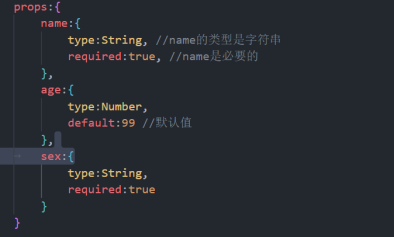 props:{
name:{
type:String, //name的类型是字符串
required:true, //name是必要的
},
age:{
type:Number,
default:99 //默认值
},
sex:{
type:String,
required:true
}
}